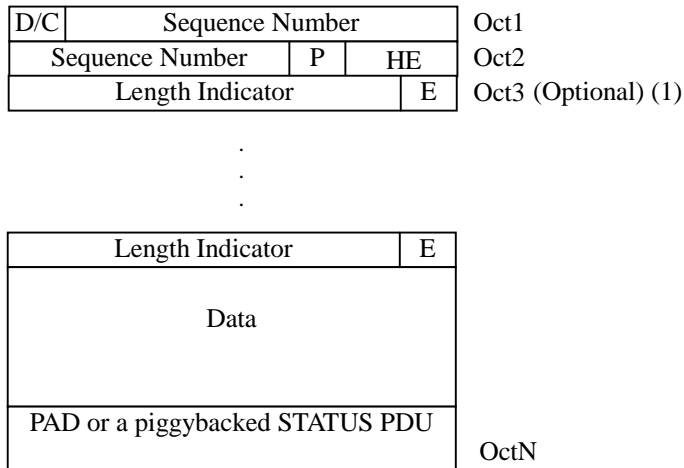 D/C Sequence Number Oct1
Sequence Number P HE Oct2
Length Indicator E Oct3 (Optional) (1)
.
.
.
Length Indicator E
Data
PAD or a piggybacked STATUS PDU
OctN